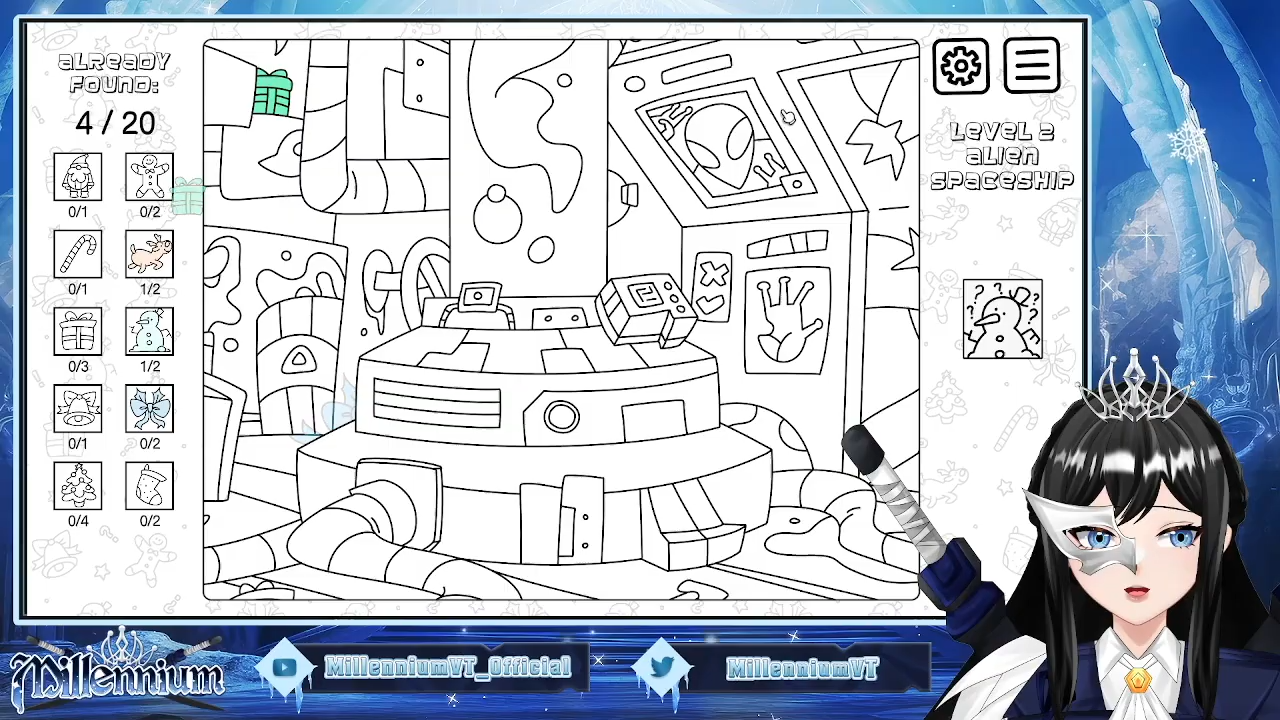 ALREADY
FOUND:
4 / 20
0/1
0/2
0/1
1/2
0/3
1/2
0/1
0/2
0/4
0/2
LEVEL 2
ALIEN
SPACESHIP
Millennium
MillenniumVT_Official
MillenniumVT